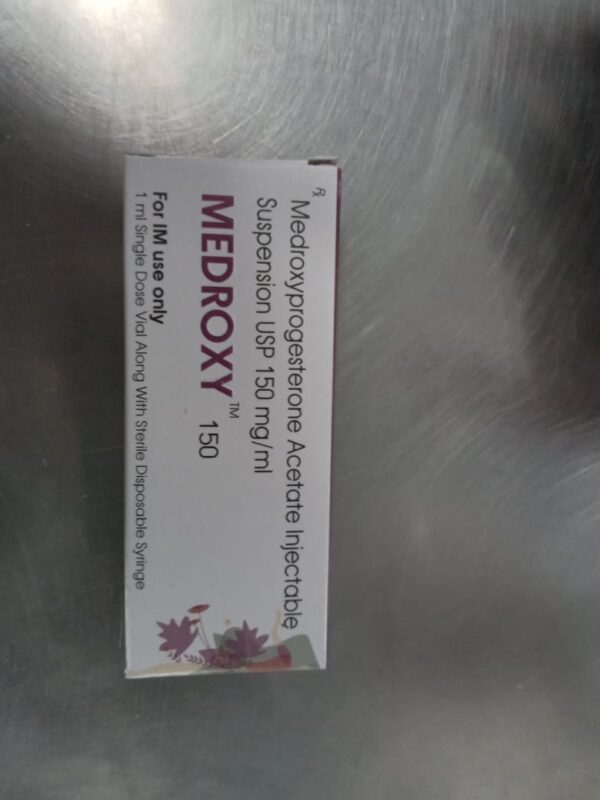 ℞
Medroxyprogesterone Acetate Injectable
Suspension USP 150 mg/ml
MEDROXY™ 150
For IM use only
1 ml Single Dose Vial Along With Sterile Disposable Syringe